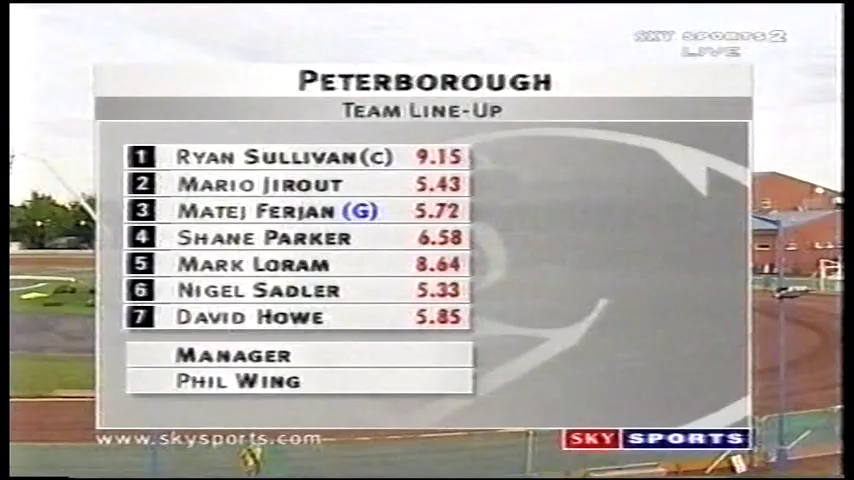 SKY SPORTS 2
LIVE
PETERBOROUGH
TEAM LINE-UP
1 RYAN SULLIVAN (C) 9.15
2 MARIO JIROUT 5.43
3 MATEJ FERJAN (G) 5.72
4 SHANE PARKER 6.58
5 MARK LORAM 8.64
6 NIGEL SADLER 5.33
7 DAVID HOWE 5.85
MANAGER
PHIL WING
www.skysports.com
SKY SPORTS